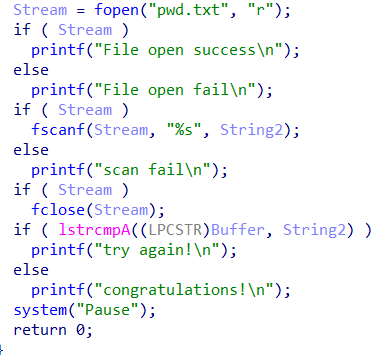 Stream = fopen("pwd.txt", "r");
if ( Stream )
printf("File open success\n");
else
printf("File open fail\n");
if ( Stream )
fscanf(Stream, "%s", String2);
else
printf("scan fail\n");
if ( Stream )
fclose(Stream);
if ( lstrcmpA((LPCSTR)Buffer, String2) )
printf("try again!\n");
else
printf("congratulations!\n");
system("Pause");
return 0;
}